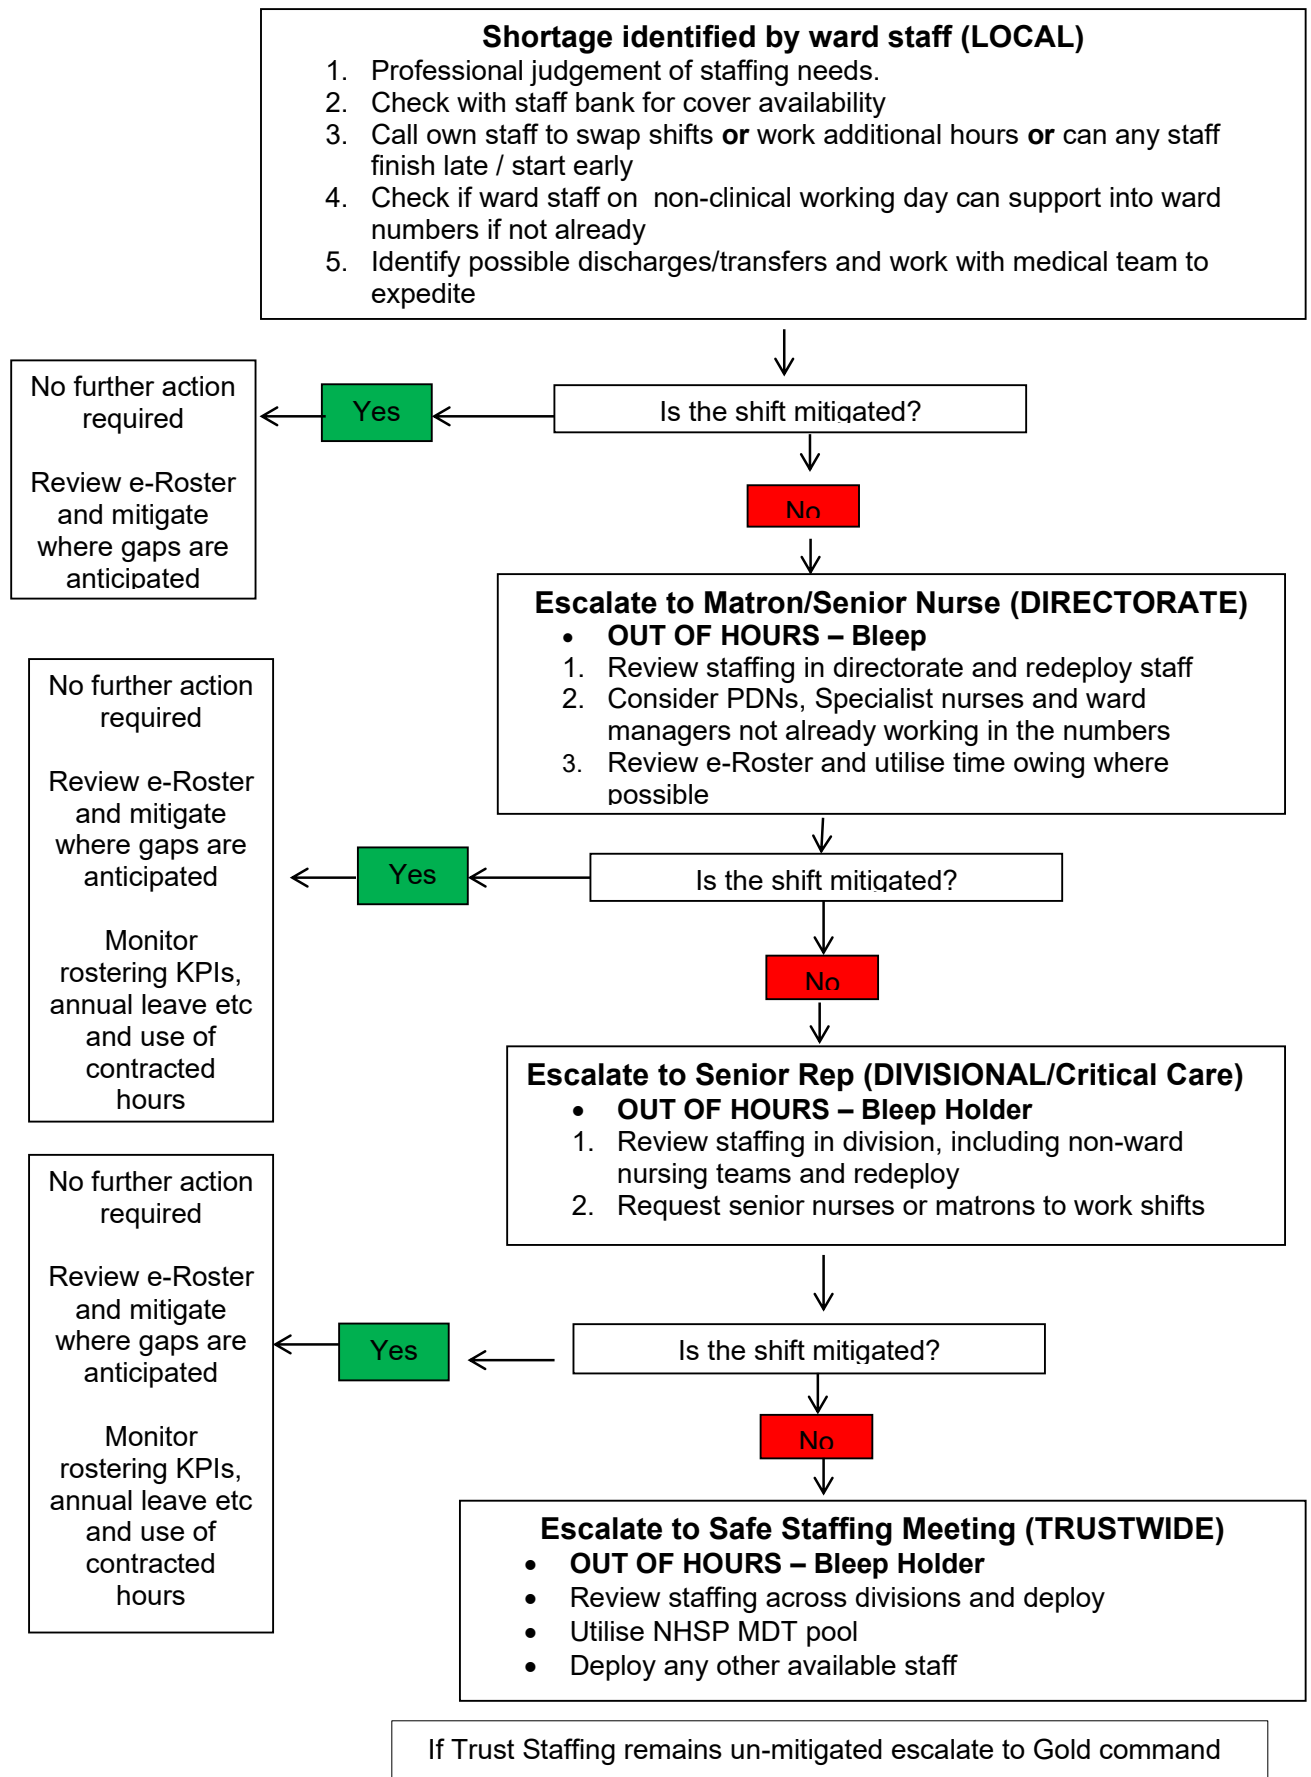 Shortage identified by ward staff (LOCAL)
1. Professional judgement of staffing needs.
2. Check with staff bank for cover availability
3. Call own staff to swap shifts or work additional hours or can any staff
finish late / start early
4. Check if ward staff on  non-clinical working day can support into ward
numbers if not already
5. Identify possible discharges/transfers and work with medical team to
expedite
Is the shift mitigated?
Yes
No further action
required
Review e-Roster
and mitigate
where gaps are
anticipated
No
Escalate to Matron/Senior Nurse (DIRECTORATE)
• OUT OF HOURS – Bleep
1. Review staffing in directorate and redeploy staff
2. Consider PDNs, Specialist nurses and ward
managers not already working in the numbers
3. Review e-Roster and utilise time owing where
possible
Is the shift mitigated?
Yes
No further action
required
Review e-Roster
and mitigate
where gaps are
anticipated
Monitor
rostering KPIs,
annual leave etc
and use of
contracted
hours
No
Escalate to Senior Rep (DIVISIONAL/Critical Care)
• OUT OF HOURS – Bleep Holder
1. Review staffing in division, including non-ward
nursing teams and redeploy
2. Request senior nurses or matrons to work shifts
Is the shift mitigated?
Yes
No further action
required
Review e-Roster
and mitigate
where gaps are
anticipated
Monitor
rostering KPIs,
annual leave etc
and use of
contracted
hours
No
Escalate to Safe Staffing Meeting (TRUSTWIDE)
• OUT OF HOURS – Bleep Holder
• Review staffing across divisions and deploy
• Utilise NHSP MDT pool
• Deploy any other available staff
If Trust Staffing remains un-mitigated escalate to Gold command